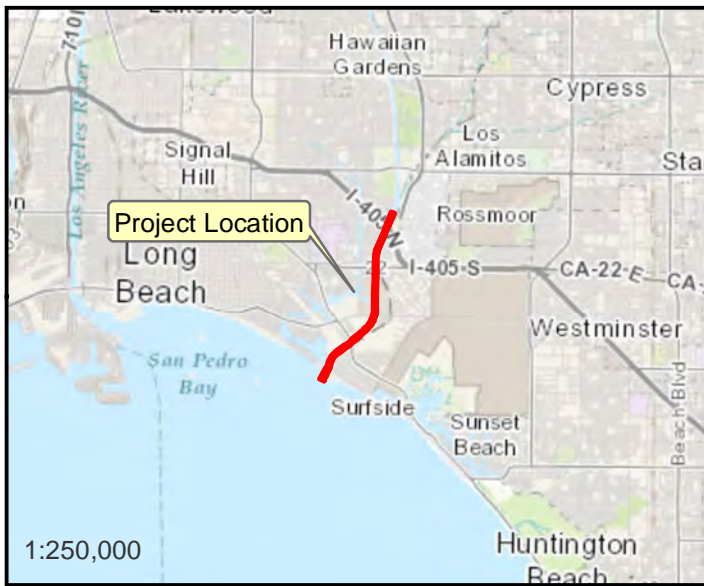 Lakewood
710
Los Angeles River
Hawaiian
Gardens
Cypress
Signal
Hill
Los
Alamitos
Sta
on
Rossmoor
I-405-N
Project Location
Long
Beach
22
I-405-S
CA-22-E
CA-
Westminster
Beach Blvd
San Pedro
Bay
Surfside
Sunset
Beach
1:250,000
Huntington
Beach